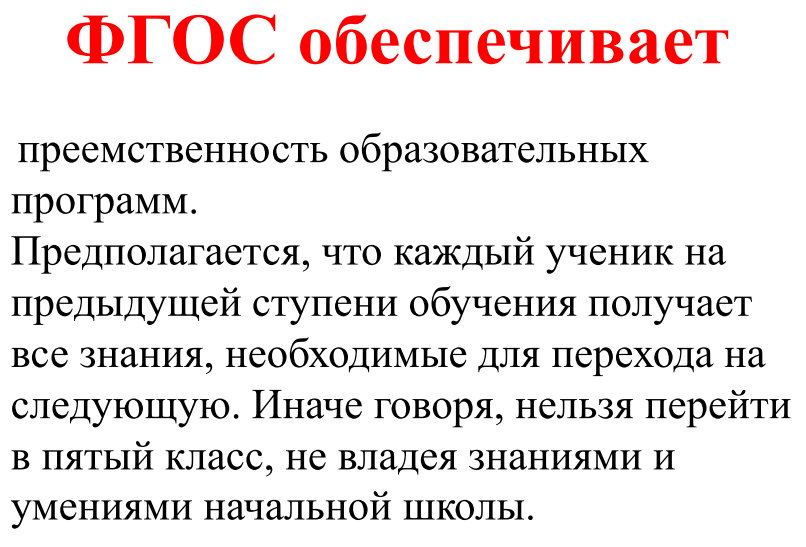 ФГОС обеспечивает
преемственность образовательных
программ.
Предполагается, что каждый ученик на
предыдущей ступени обучения получает
все знания, необходимые для перехода на
следующую. Иначе говоря, нельзя перейти
в пятый класс, не владея знаниями и
умениями начальной школы.